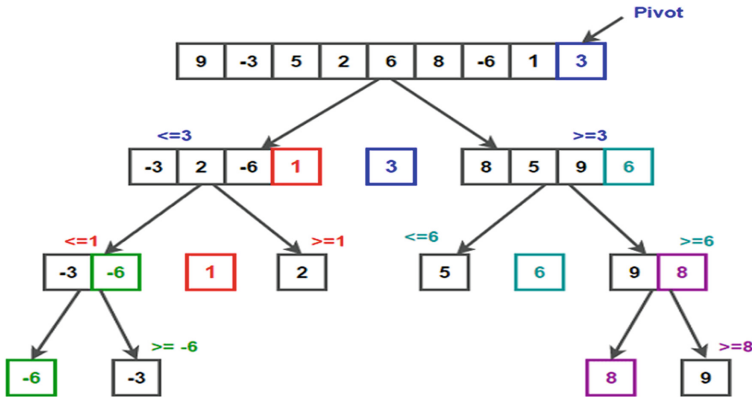 Pivot
9 -3 5 2 6 8 -6 1 3
<=3 >=3
-3 2 -6 1 3 8 5 9 6
<=1 >=1 <=6 >=6
-3 -6 1 2 5 6 9 8
>= -6 >=8
-6 -3 8 9